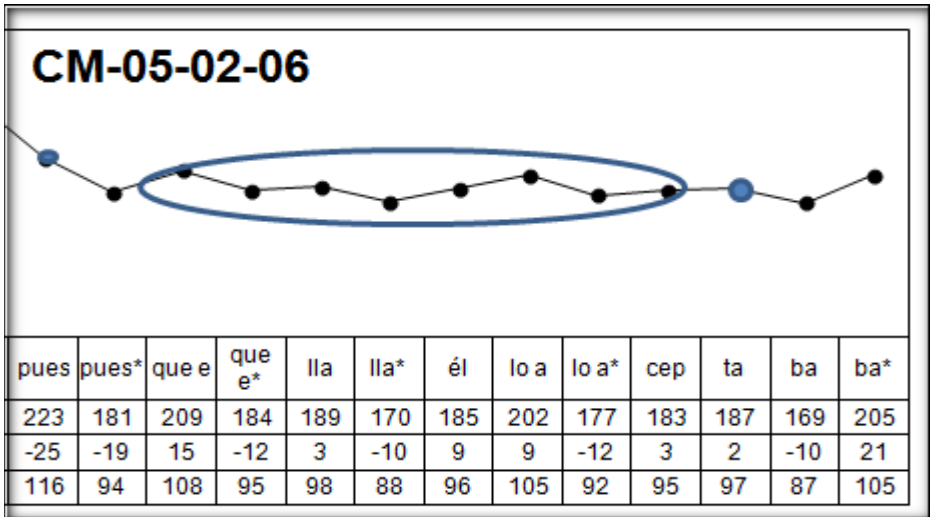 CM-05-02-06
pues pues* que e que e* lla lla* él lo a lo a* cep ta ba ba*
223 181 209 184 189 170 185 202 177 183 187 169 205
-25 -19 15 -12 3 -10 9 9 -12 3 2 -10 21
116 94 108 95 98 88 96 105 92 95 97 87 105